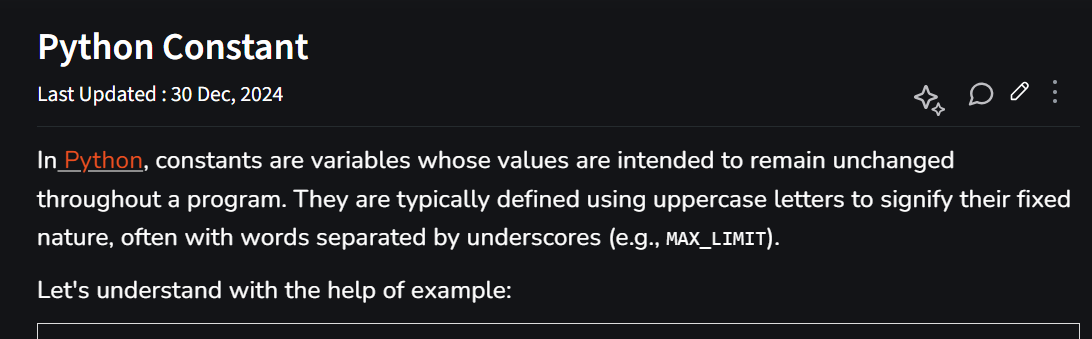 Python Constant
Last Updated : 30 Dec, 2024
In Python, constants are variables whose values are intended to remain unchanged
throughout a program. They are typically defined using uppercase letters to signify their fixed
nature, often with words separated by underscores (e.g., MAX_LIMIT).
Let's understand with the help of example: